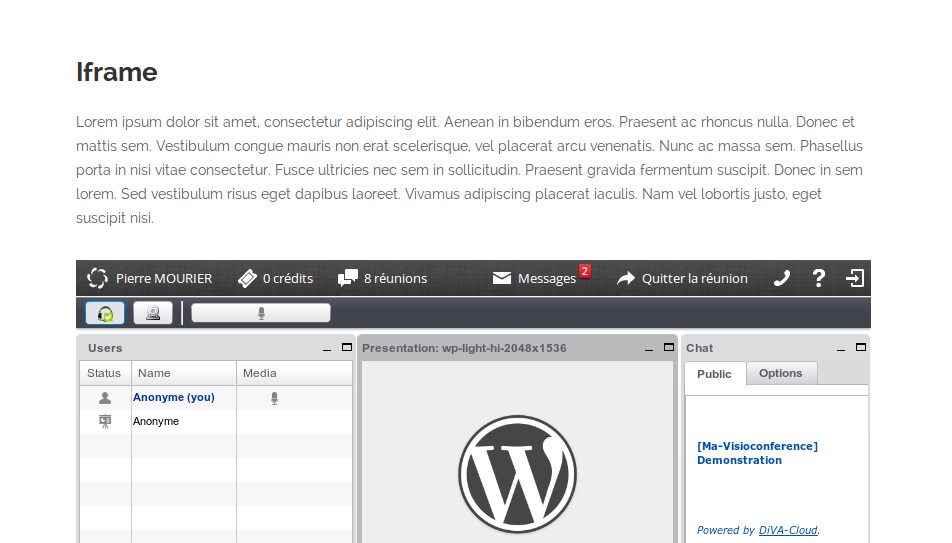 Iframe
Lorem ipsum dolor sit amet, consectetur adipiscing elit. Aenean in bibendum eros. Praesent ac rhoncus nulla. Donec et
mattis sem. Vestibulum congue mauris non erat scelerisque, vel placerat arcu venenatis. Nunc ac massa sem. Phasellus
porta in nisi vitae consectetur. Fusce ultricies nec sem in sollicitudin. Praesent gravida fermentum suscipit. Donec in sem
lorem. Sed vestibulum risus eget dapibus laoreet. Vivamus adipiscing placerat iaculis. Nam vel lobortis justo, eget
suscipit nisi.
Pierre MOURIER 0 crédits 8 réunions Messages 2 Quitter la réunion
Users Presentation: wp-light-hi-2048x1536 Chat
Status Name Media Public Options
Anonyme (you)
Anonyme
[Ma-Visioconference]
Demonstration
Powered by DiVA-Cloud.